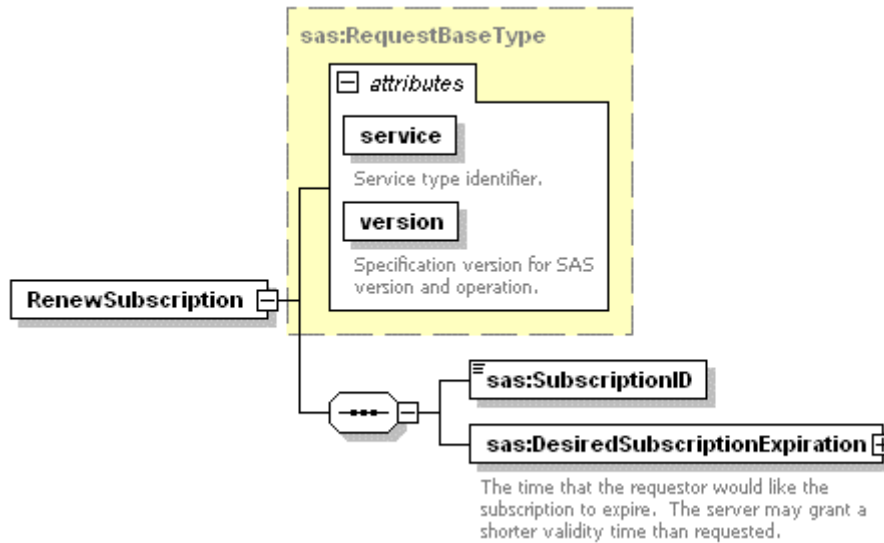 sas:RequestBaseType
attributes
service
Service type identifier.
version
Specification version for SAS
version and operation.
RenewSubscription
sas:SubscriptionID
sas:DesiredSubscriptionExpiration
The time that the requestor would like the
subscription to expire.  The server may grant a
shorter validity time than requested.